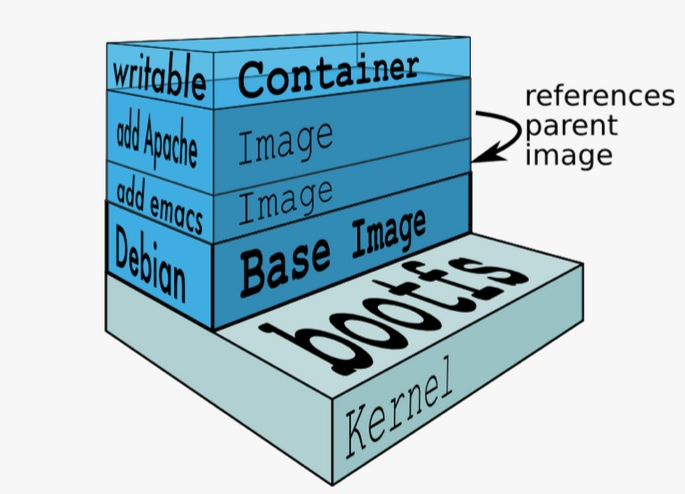 writable Container
add Apache Image
add emacs Image
Debian Base Image
references
parent
image
bootfs
Kernel